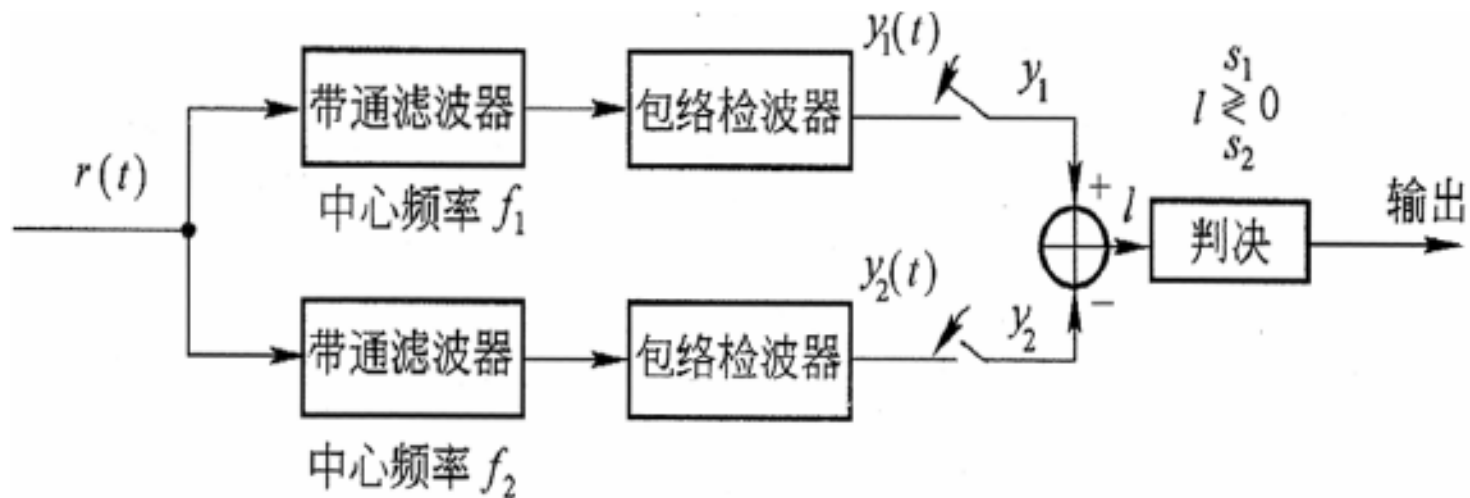 r(t)
带通滤波器
中心频率 f₁
包络检波器
y₁(t)
y₁
s₁
l ≷ 0
s₂
+
l
−
判决
输出
带通滤波器
中心频率 f₂
包络检波器
y₂(t)
y₂